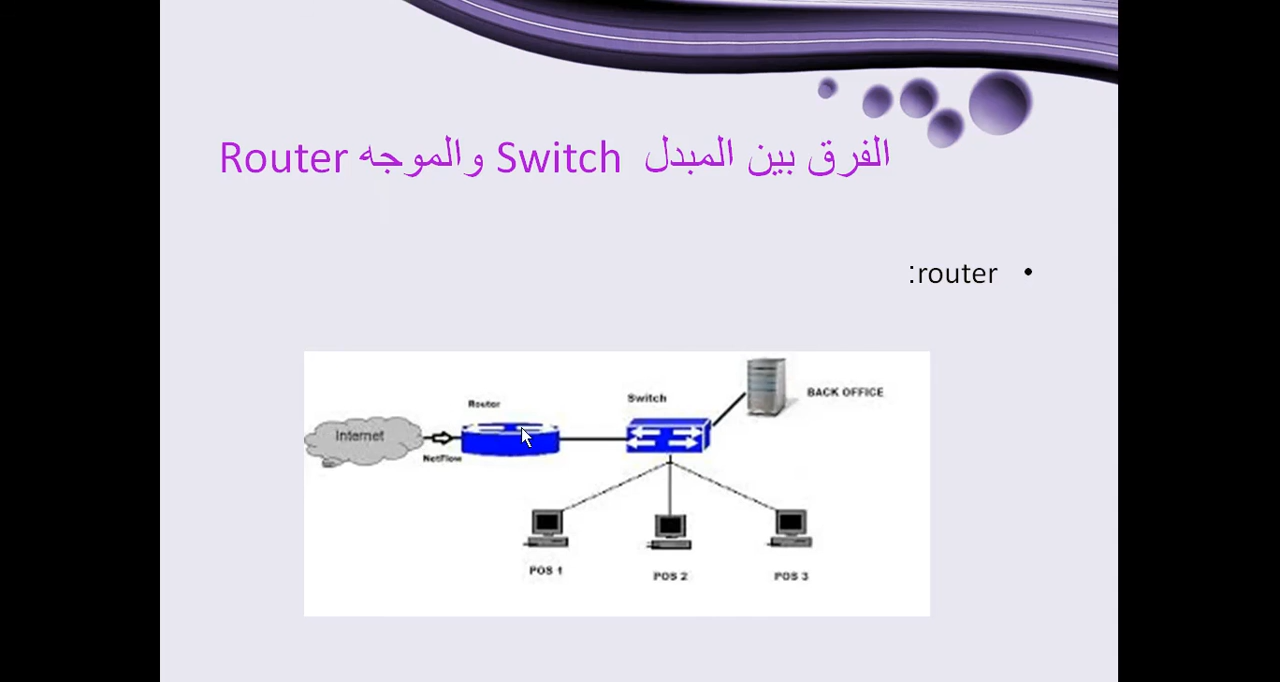 الفرق بين المبدل Switch والموجه Router
• router:
BACK OFFICE
Switch
Router
Internet
NetFlow
POS 1
POS 2
POS 3